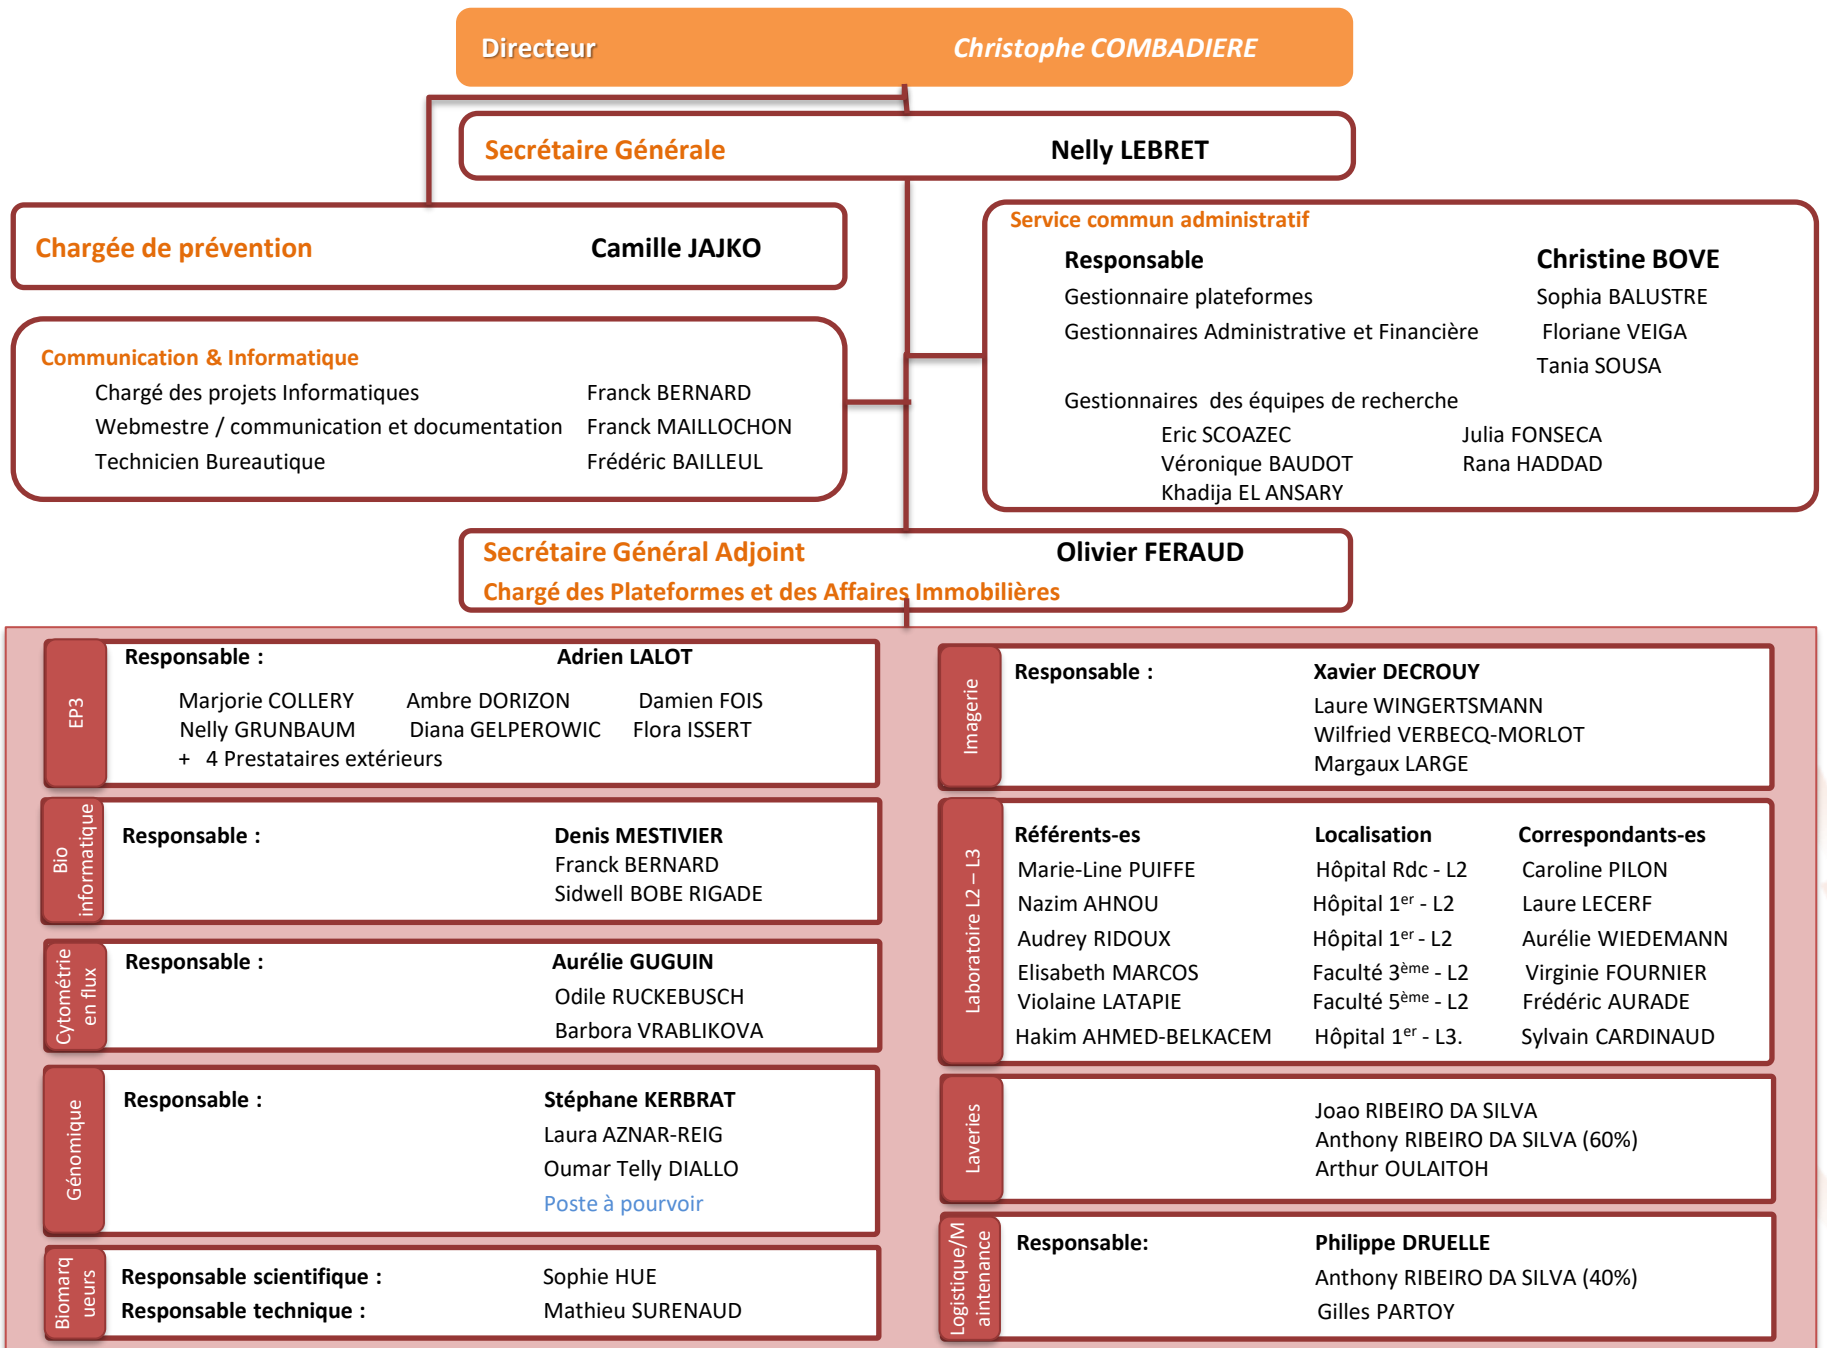 Directeur Christophe COMBADIERE
Secrétaire Générale Nelly LEBRET
Chargée de prévention Camille JAJKO
Communication & Informatique
Chargé des projets Informatiques Franck BERNARD
Webmestre / communication et documentation Franck MAILLOCHON
Technicien Bureautique Frédéric BAILLEUL
Service commun administratif
Responsable Christine BOVE
Gestionnaire plateformes Sophia BALUSTRE
Gestionnaires Administrative et Financière Floriane VEIGA
Tania SOUSA
Gestionnaires des équipes de recherche
Eric SCOAZEC Julia FONSECA
Véronique BAUDOT Rana HADDAD
Khadija EL ANSARY
Secrétaire Général Adjoint Olivier FERAUD
Chargé des Plateformes et des Affaires Immobilières
EP3
Responsable : Adrien LALOT
Marjorie COLLERY Ambre DORIZON Damien FOIS
Nelly GRUNBAUM Diana GELPEROWIC Flora ISSERT
+ 4 Prestataires extérieurs
Bio
informatique
Responsable : Denis MESTIVIER
Franck BERNARD
Sidwell BOBE RIGADE
Cytométrie
en flux
Responsable : Aurélie GUGUIN
Odile RUCKEBUSCH
Barbora VRABLIKOVA
Génomique
Responsable : Stéphane KERBRAT
Laura AZNAR-REIG
Oumar Telly DIALLO
Poste à pourvoir
Biomarq
ueurs
Responsable scientifique : Sophie HUE
Responsable technique : Mathieu SURENAUD
Imagerie
Responsable : Xavier DECROUY
Laure WINGERTSMANN
Wilfried VERBECQ-MORLOT
Margaux LARGE
Laboratoire L2 – L3
Référents-es Localisation Correspondants-es
Marie-Line PUIFFE Hôpital Rdc - L2 Caroline PILON
Nazim AHNOU Hôpital 1er - L2 Laure LECERF
Audrey RIDOUX Hôpital 1er - L2 Aurélie WIEDEMANN
Elisabeth MARCOS Faculté 3ème - L2 Virginie FOURNIER
Violaine LATAPIE Faculté 5ème - L2 Frédéric AURADE
Hakim AHMED-BELKACEM Hôpital 1er - L3. Sylvain CARDINAUD
Laveries
Joao RIBEIRO DA SILVA
Anthony RIBEIRO DA SILVA (60%)
Arthur OULAITOH
Logistique/M
aintenance
Responsable: Philippe DRUELLE
Anthony RIBEIRO DA SILVA (40%)
Gilles PARTOY